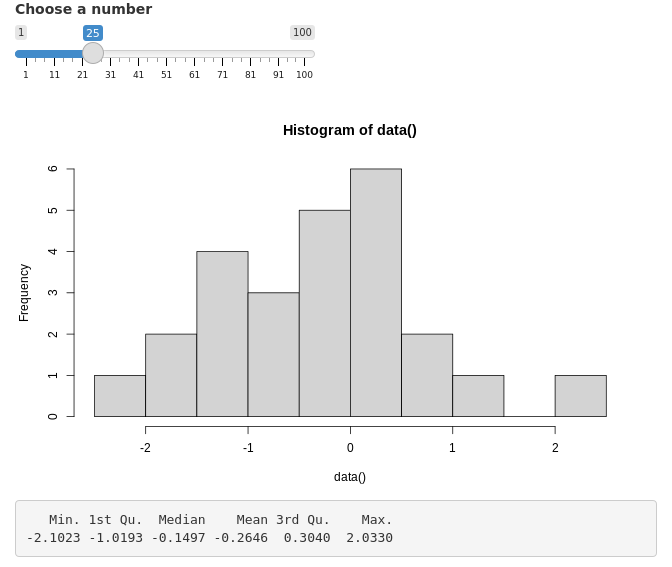 Choose a number
1 25 100
1 11 21 31 41 51 61 71 81 91 100
Histogram of data()
Frequency
6
5
4
3
2
1
0
-2 -1 0 1 2
data()
Min. 1st Qu. Median Mean 3rd Qu. Max.
-2.1023 -1.0193 -0.1497 -0.2646 0.3040 2.0330